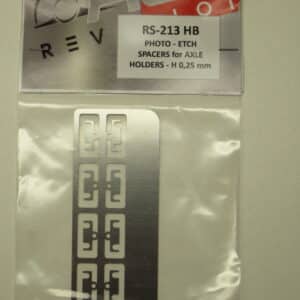 REV
RS-213 HB
PHOTO - ETCH
SPACERS for AXLE
HOLDERS - H 0,25 mm